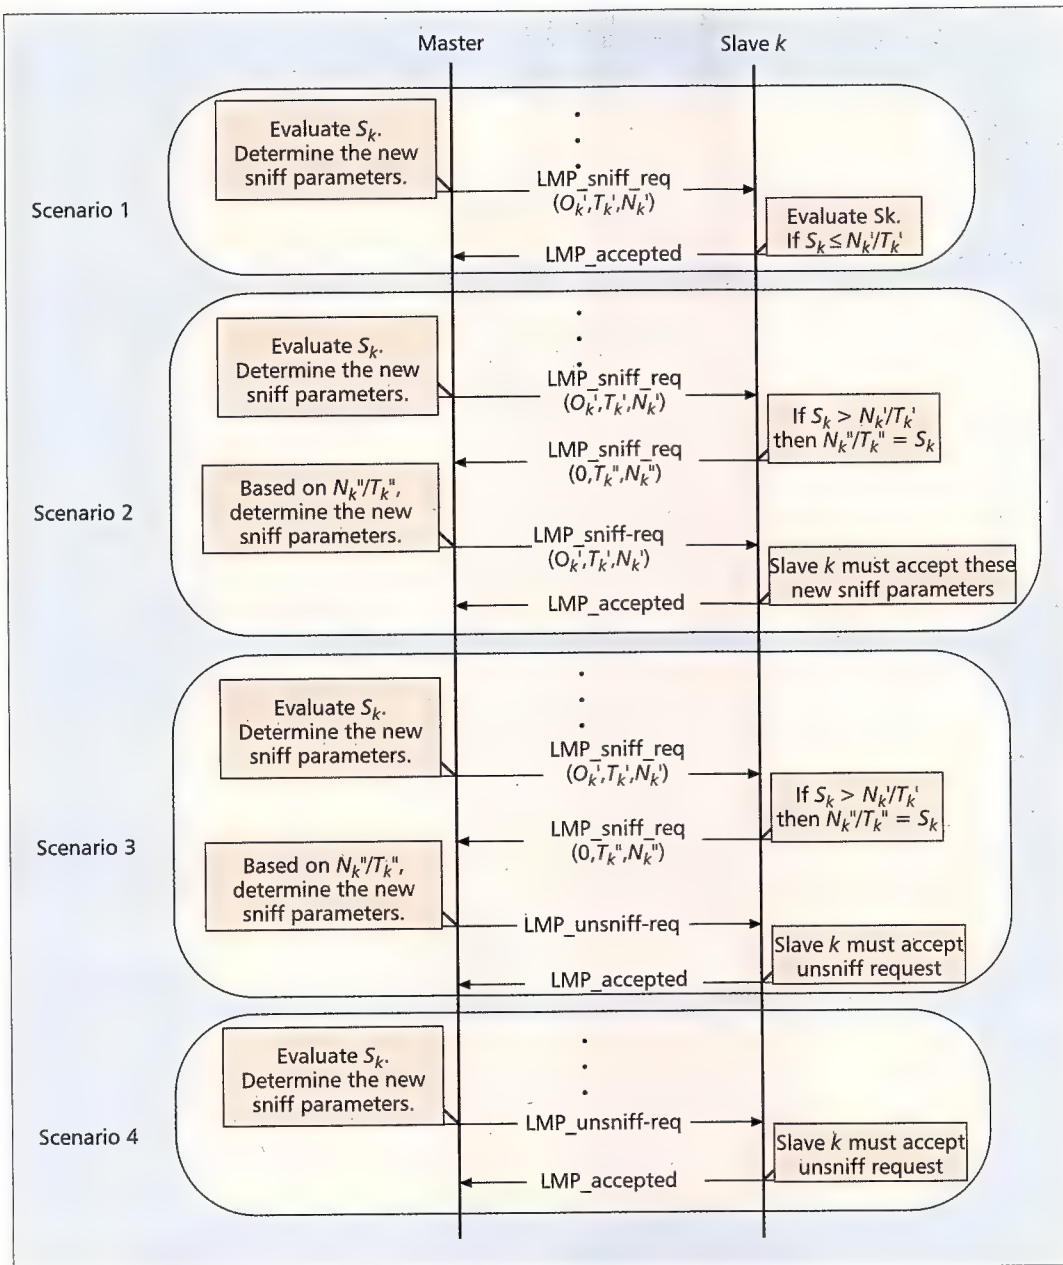 Master
Slave k
Scenario 1
Evaluate Sk.
Determine the new
sniff parameters.
LMP_sniff_req
(Ok',Tk',Nk')
Evaluate Sk.
If Sk ≤ Nk'/Tk'
LMP_accepted
Scenario 2
Evaluate Sk.
Determine the new
sniff parameters.
LMP_sniff_req
(Ok',Tk',Nk')
If Sk > Nk'/Tk'
then Nk"/Tk" = Sk
LMP_sniff_req
(0,Tk",Nk")
Based on Nk"/Tk",
determine the new
sniff parameters.
LMP_sniff-req
(Ok',Tk',Nk')
Slave k must accept these
new sniff parameters
LMP_accepted
Scenario 3
Evaluate Sk.
Determine the new
sniff parameters.
LMP_sniff_req
(Ok',Tk',Nk')
If Sk > Nk'/Tk'
then Nk"/Tk" = Sk
LMP_sniff_req
(0,Tk",Nk")
Based on Nk"/Tk",
determine the new
sniff parameters.
LMP_unsniff-req
Slave k must accept
unsniff request
LMP_accepted
Scenario 4
Evaluate Sk.
Determine the new
sniff parameters.
LMP_unsniff-req
Slave k must accept
unsniff request
LMP_accepted